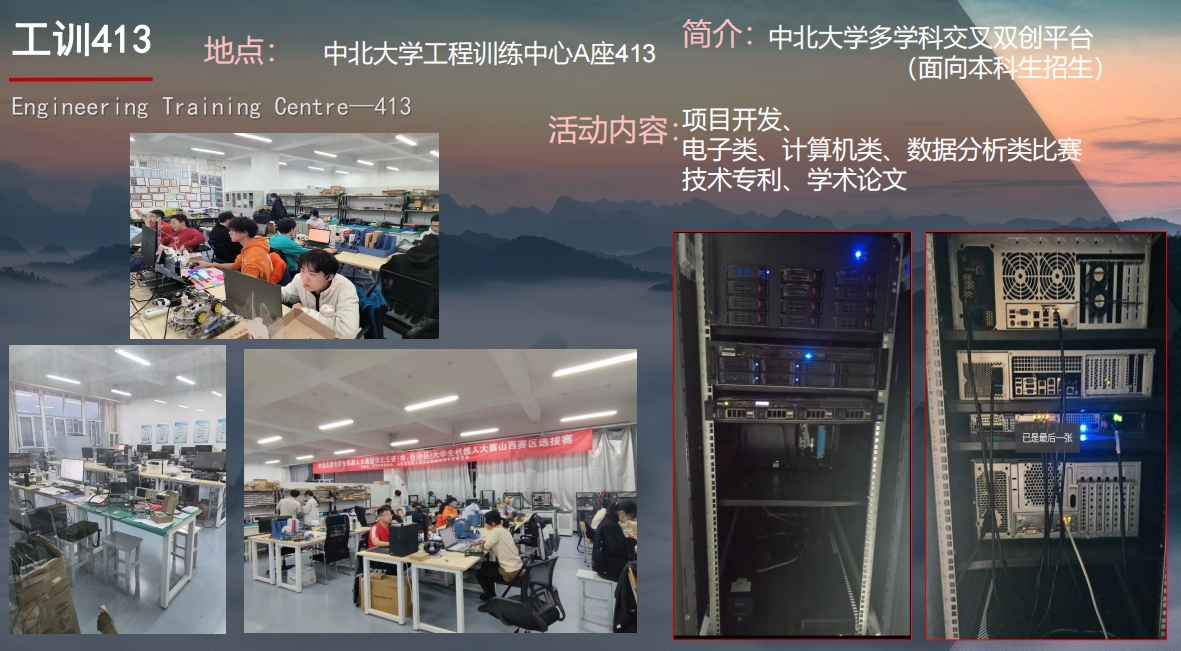 工训413
Engineering Training Centre—413
地点： 中北大学工程训练中心A座413
简介：中北大学多学科交叉双创平台
（面向本科生招生）
活动内容：项目开发、
电子类、计算机类、数据分析类比赛
技术专利、学术论文
大学生机器人大赛山西赛区选拔赛
已是最后一张